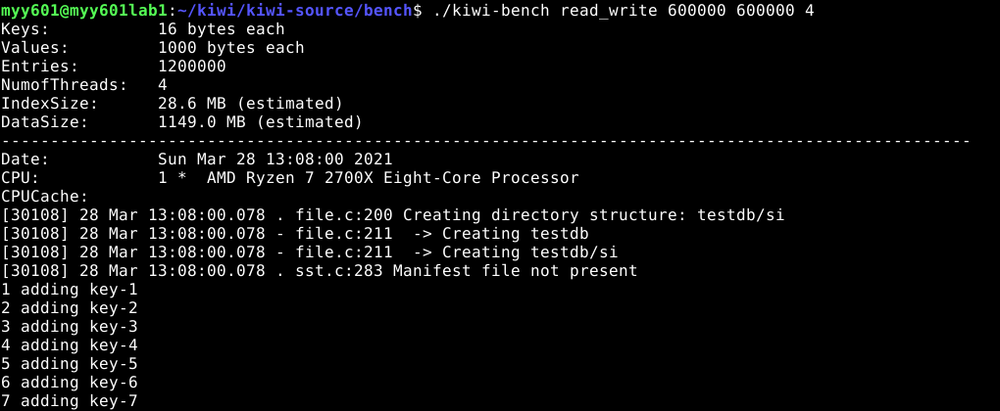 myy601@myy601lab1:~/kiwi/kiwi-source/bench$ ./kiwi-bench read_write 600000 600000 4
Keys:           16 bytes each
Values:         1000 bytes each
Entries:        1200000
NumofThreads:   4
IndexSize:      28.6 MB (estimated)
DataSize:       1149.0 MB (estimated)
---------------------------------------------------------------------------------------------------
Date:           Sun Mar 28 13:08:00 2021
CPU:            1 *  AMD Ryzen 7 2700X Eight-Core Processor
CPUCache:
[30108] 28 Mar 13:08:00.078 . file.c:200 Creating directory structure: testdb/si
[30108] 28 Mar 13:08:00.078 - file.c:211  -> Creating testdb
[30108] 28 Mar 13:08:00.078 - file.c:211  -> Creating testdb/si
[30108] 28 Mar 13:08:00.078 . sst.c:283 Manifest file not present
1 adding key-1
2 adding key-2
3 adding key-3
4 adding key-4
5 adding key-5
6 adding key-6
7 adding key-7